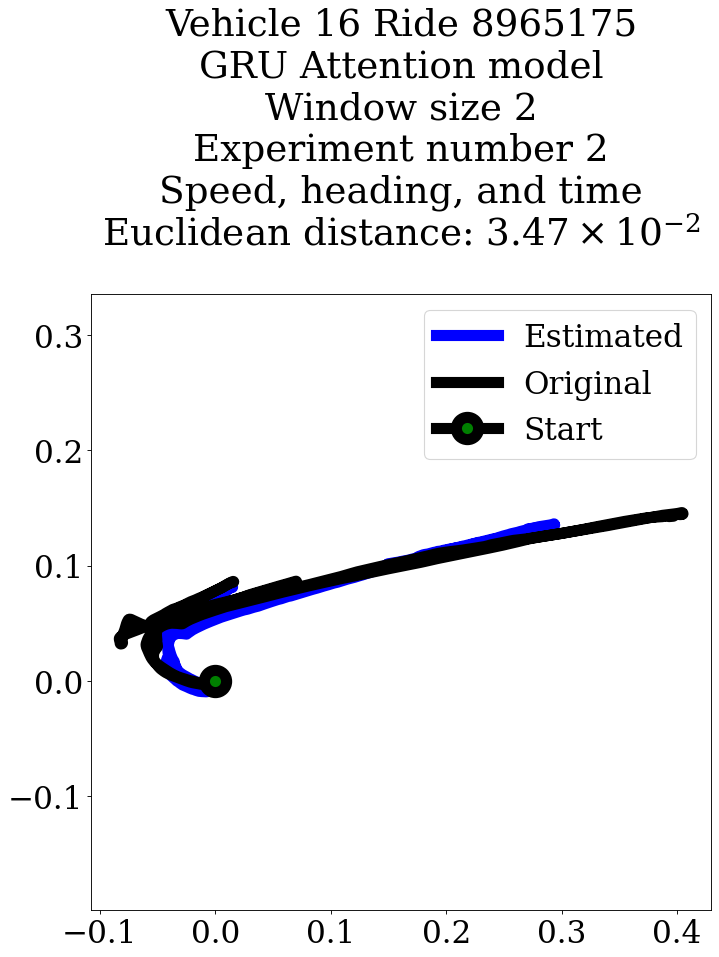 Vehicle 16 Ride 8965175
GRU Attention model
Window size 2
Experiment number 2
Speed, heading, and time
Euclidean distance: 3.47 × 10⁻²
Estimated
Original
Start
0.3
0.2
0.1
0.0
−0.1
−0.1 0.0 0.1 0.2 0.3 0.4